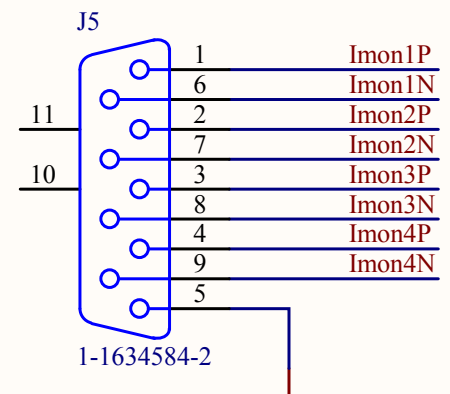 J5
1 Imon1P
6 Imon1N
11 2 Imon2P
7 Imon2N
10 3 Imon3P
8 Imon3N
4 Imon4P
9 Imon4N
5
1-1634584-2